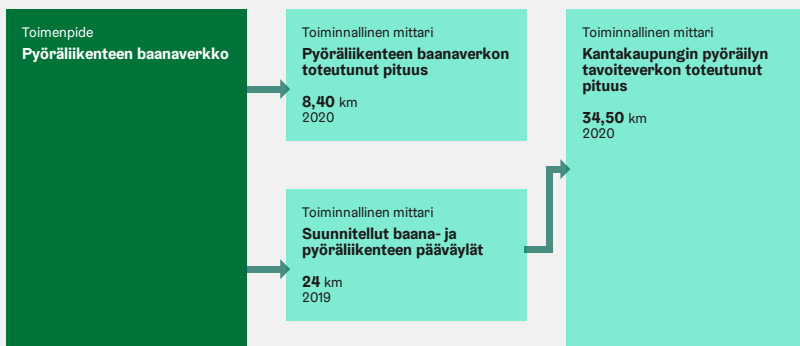 Toimenpide
Pyöräliikenteen baanaverkko
Toiminnallinen mittari
Pyöräliikenteen baanaverkon
toteutunut pituus
8,40 km
2020
Toiminnallinen mittari
Suunnitellut baana- ja
pyöräliikenteen pääväylät
24 km
2019
Toiminnallinen mittari
Kantakaupungin pyöräilyn
tavoiteverkon toteutunut
pituus
34,50 km
2020